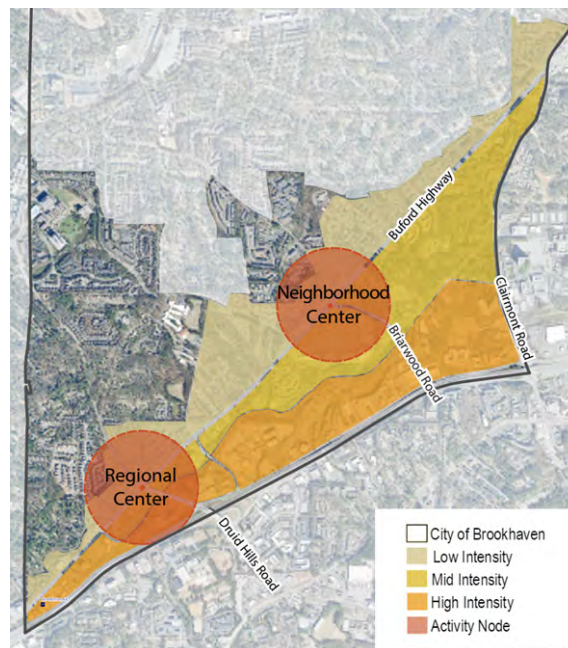 Buford Highway
Neighborhood
Center
Clairmont Road
Briarwood Road
Regional
Center
Druid Hills Road
City of Brookhaven
Low Intensity
Mid Intensity
High Intensity
Activity Node